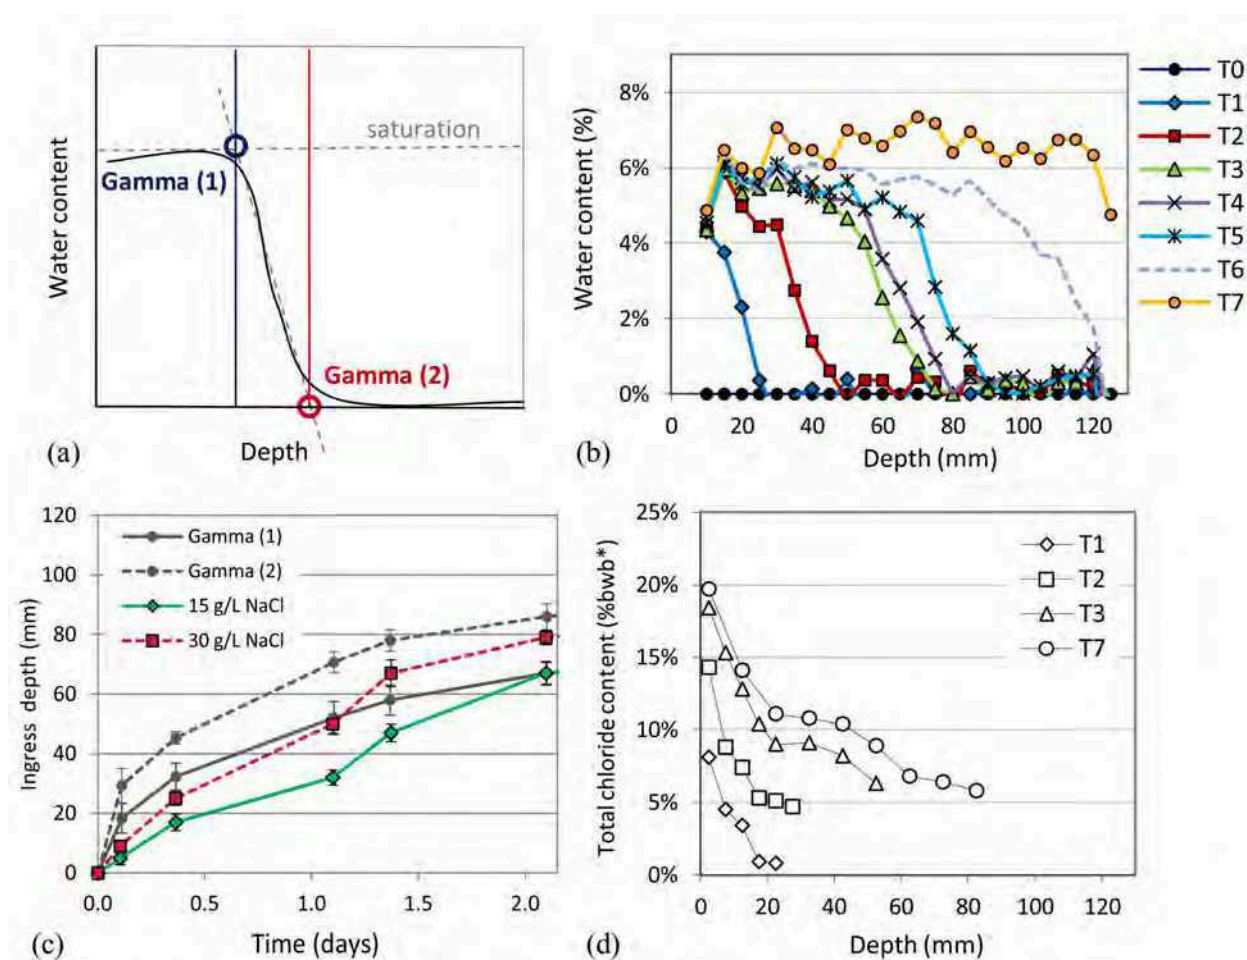 Water content
saturation
Gamma (1)
Gamma (2)
Depth
(a)
Water content (%)
8%
6%
4%
2%
0%
0 20 40 60 80 100 120
Depth (mm)
T0
T1
T2
T3
T4
T5
T6
T7
(b)
Ingress depth (mm)
120
100
80
60
40
20
0
Gamma (1)
Gamma (2)
15 g/L NaCl
30 g/L NaCl
0.0 0.5 1.0 1.5 2.0
Time (days)
(c)
Total chloride content (%bwb*)
25%
20%
15%
10%
5%
0%
T1
T2
T3
T7
0 20 40 60 80 100 120
Depth (mm)
(d)